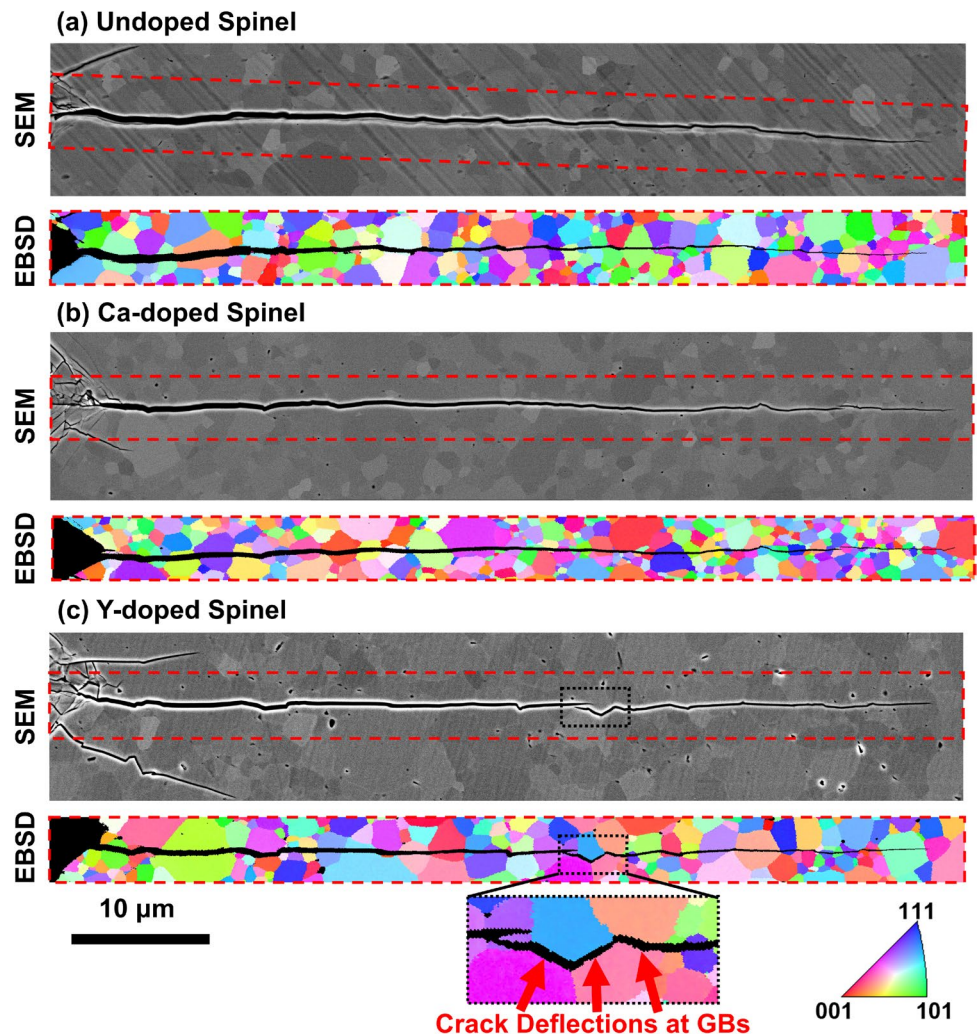 (a) Undoped Spinel
SEM
EBSD
(b) Ca-doped Spinel
SEM
EBSD
(c) Y-doped Spinel
SEM
EBSD
10 μm
111
001
101
Crack Deflections at GBs